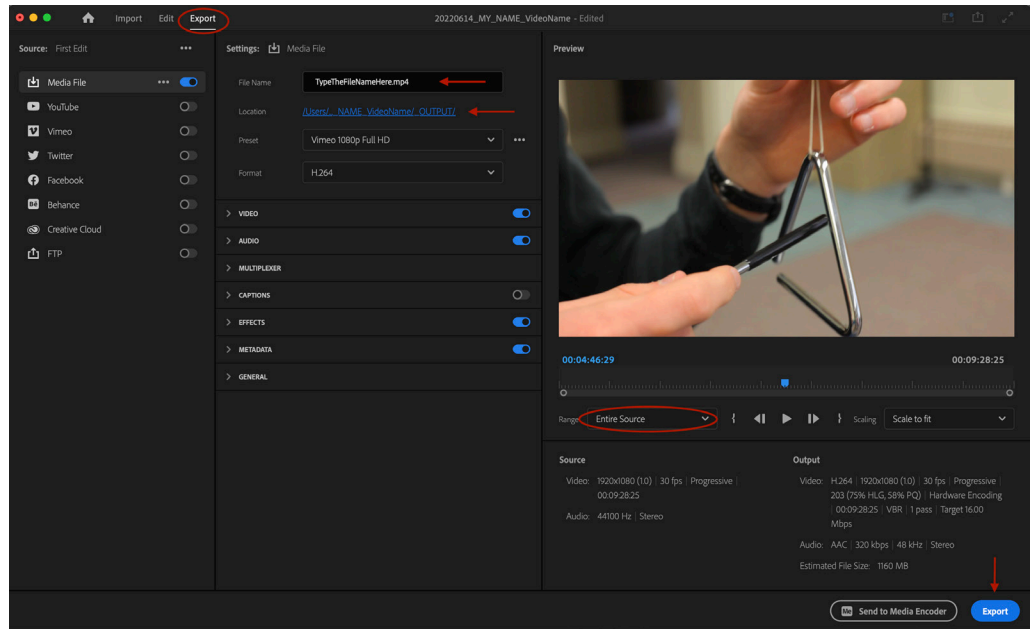 Import Edit Export
20220614_MY_NAME_VideoName - Edited
Source: First Edit
Media File
YouTube
Vimeo
Twitter
Facebook
Behance
Creative Cloud
FTP
Settings: Media File
File Name TypeTheFileNameHere.mp4
Location /Users/..._NAME_VideoName/_OUTPUT/
Preset Vimeo 1080p Full HD
Format H.264
VIDEO
AUDIO
MULTIPLEXER
CAPTIONS
EFFECTS
METADATA
GENERAL
Preview
00:04:46:29 00:09:28:25
Range Entire Source Scaling Scale to fit
Source
Video: 1920x1080 (1.0) | 30 fps | Progressive |
00:09:28:25
Audio: 44100 Hz | Stereo
Output
Video: H.264 | 1920x1080 (1.0) | 30 fps | Progressive |
203 (75% HLG, 58% PQ) | Hardware Encoding
| 00:09:28:25 | VBR | 1 pass | Target 16.00
Mbps
Audio: AAC | 320 kbps | 48 kHz | Stereo
Estimated File Size: 1160 MB
Me Send to Media Encoder Export